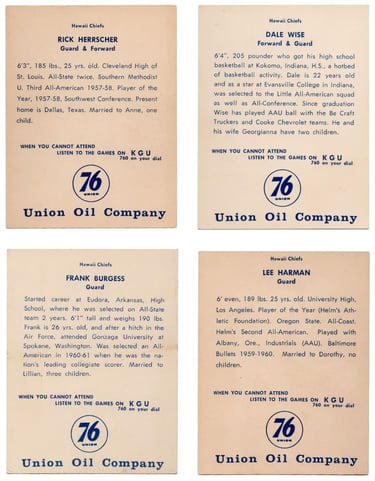 Hawaii Chiefs
RICK HERRSCHER
Guard & Forward
6'3", 185 lbs., 25 yrs. old. Cleveland High of
St. Louis. All-State twice. Southern Methodist
U. Third All-American 1957-58. Player of the
Year, 1957-58, Southwest Conference. Present
home is Dallas, Texas. Married to Anne, one
child.
WHEN YOU CANNOT ATTEND
LISTEN TO THE GAMES ON KGU
760 on your dial
76
UNION
Union Oil Company
Hawaii Chiefs
DALE WISE
Forward & Guard
6'4", 205 pounder who got his high school
basketball at Kokomo, Indiana, H.S., a hotbed
of basketball activity. Dale is 22 years old
and as a star at Evansville College in Indiana,
was selected to the Little All-American squad
as well as All-Conference. Since graduation
Wise has played AAU ball with the Be Craft
Truckers and Cooke Chevrolet teams. He and
his wife Georgianna have two children.
WHEN YOU CANNOT ATTEND
LISTEN TO THE GAMES ON KGU
760 on your dial
76
UNION
Union Oil Company
Hawaii Chiefs
FRANK BURGESS
Guard
Started career at Eudora, Arkansas, High
School, where he was selected on All-State
team 2 years. 6'1" tall and weighs 190 lbs.
Frank is 26 yrs. old, and after a hitch in the
Air Force, attended Gonzaga University at
Spokane, Washington. Was selected an All-
American in 1960-61 when he was the na-
tion's leading collegiate scorer. Married to
Lillian, three children.
WHEN YOU CANNOT ATTEND
LISTEN TO THE GAMES ON KGU
760 on your dial
76
UNION
Union Oil Company
Hawaii Chiefs
LEE HARMAN
Guard
6' even, 189 lbs. 25 yrs. old. University High,
Los Angeles. Player of the Year (Helm's Ath-
letic Foundation). Oregon State. All-Coast.
Helm's Second All-American. Played with
Albany, Ore., Industrials (AAU). Baltimore
Bullets 1959-1960. Married to Dorothy, no
children.
WHEN YOU CANNOT ATTEND
LISTEN TO THE GAMES ON KGU
760 on your dial
76
UNION
Union Oil Company